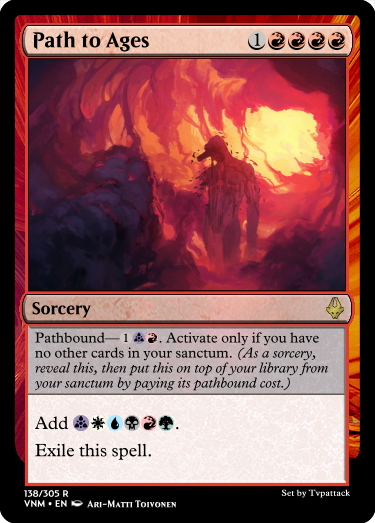 Path to Ages 1
Sorcery
Pathbound— 1 . Activate only if you have
no other cards in your sanctum. (As a sorcery,
reveal this, then put this on top of your library from
your sanctum by paying its pathbound cost.)
Add .
Exile this spell.
138/305 R Set by Tvpattack
VNM • EN Ari-Matti Toivonen